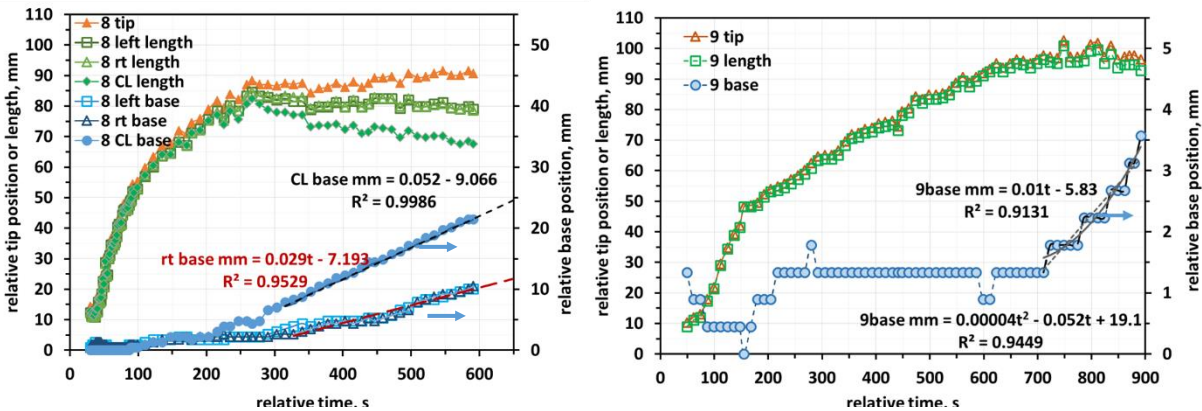 110
100
90
80
70
60
50
40
30
20
10
0
relative tip position or length, mm
8 tip
8 left length
8 rt length
8 CL length
8 left base
8 rt base
8 CL base
CL base mm = 0.052 - 9.066
R² = 0.9986
rt base mm = 0.029t - 7.193
R² = 0.9529
50
40
30
20
10
0
relative base position, mm
0 100 200 300 400 500 600
relative time, s
110
100
90
80
70
60
50
40
30
20
10
0
relative tip position or length, mm
9 tip
9 length
9 base
9base mm = 0.01t - 5.83
R² = 0.9131
9base mm = 0.00004t² - 0.052t + 19.1
R² = 0.9449
5
4
3
2
1
0
relative base position, mm
0 100 200 300 400 500 600 700 800 900
relative time, s